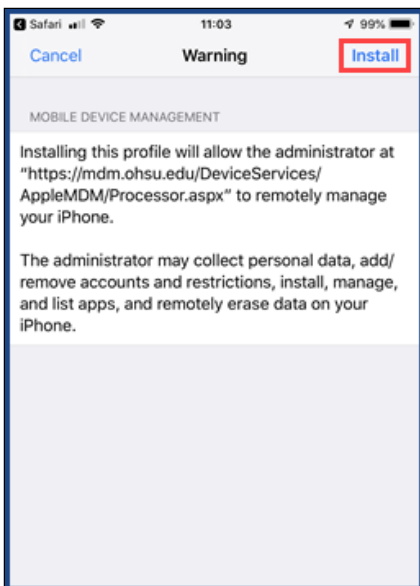 Safari 11:03 99%
Cancel Warning Install
MOBILE DEVICE MANAGEMENT
Installing this profile will allow the administrator at
"https://mdm.ohsu.edu/DeviceServices/
AppleMDM/Processor.aspx" to remotely manage
your iPhone.
The administrator may collect personal data, add/
remove accounts and restrictions, install, manage,
and list apps, and remotely erase data on your
iPhone.